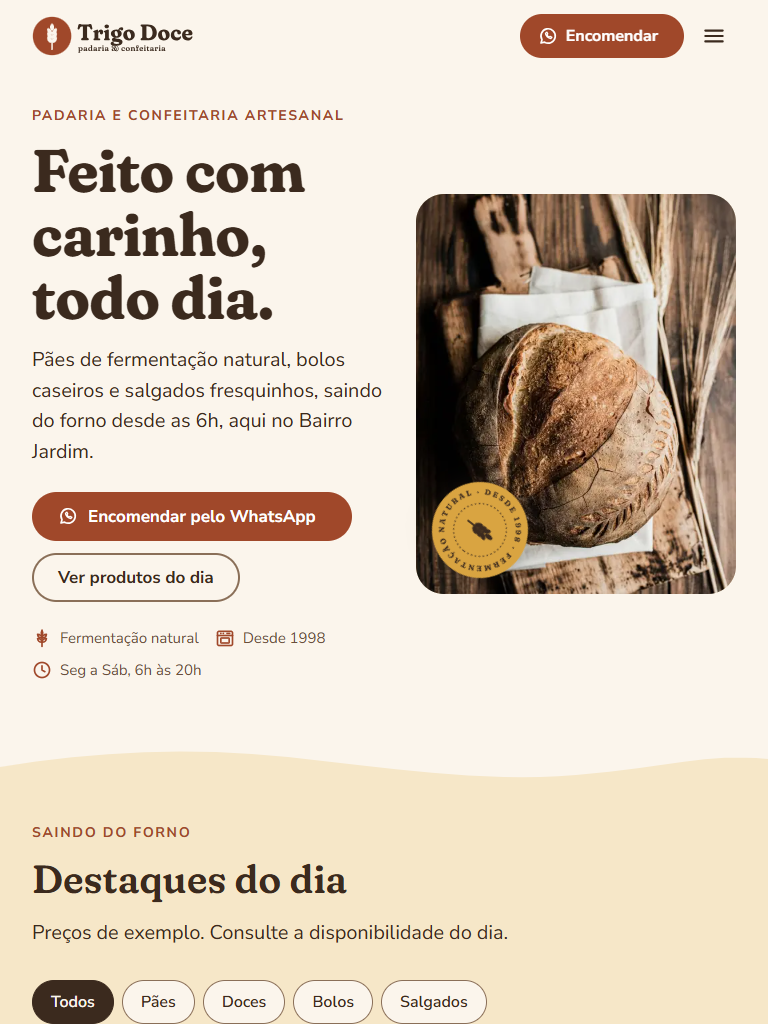 Trigo Doce
padaria & confeitaria
Encomendar
PADARIA E CONFEITARIA ARTESANAL
Feito com
carinho,
todo dia.
Pães de fermentação natural, bolos
caseiros e salgados fresquinhos, saindo
do forno desde as 6h, aqui no Bairro
Jardim.
FERMENTAÇÃO NATURAL · DESDE 1998 ·
Encomendar pelo WhatsApp
Ver produtos do dia
Fermentação natural
Desde 1998
Seg a Sáb, 6h às 20h
SAINDO DO FORNO
Destaques do dia
Preços de exemplo. Consulte a disponibilidade do dia.
Todos
Pães
Doces
Bolos
Salgados